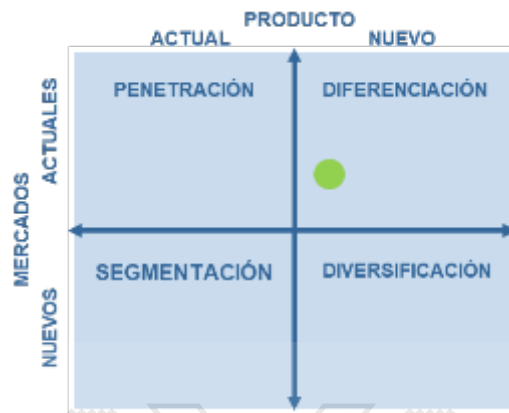 PRODUCTO
ACTUAL NUEVO
MERCADOS
ACTUALES
PENETRACIÓN DIFERENCIACIÓN
NUEVOS
SEGMENTACIÓN DIVERSIFICACIÓN